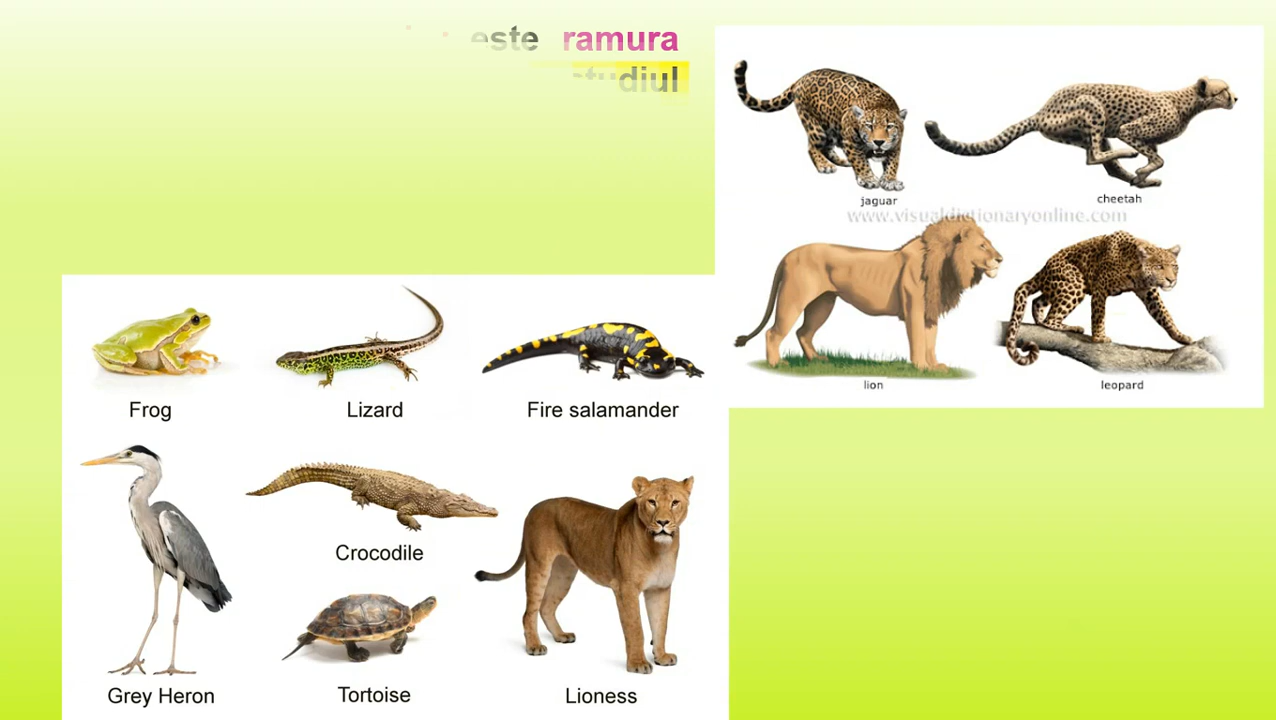 este ramura
studiul
jaguar
cheetah
www.visualdictionaryonline.com
lion
leopard
Frog
Lizard
Fire salamander
Crocodile
Grey Heron
Tortoise
Lioness